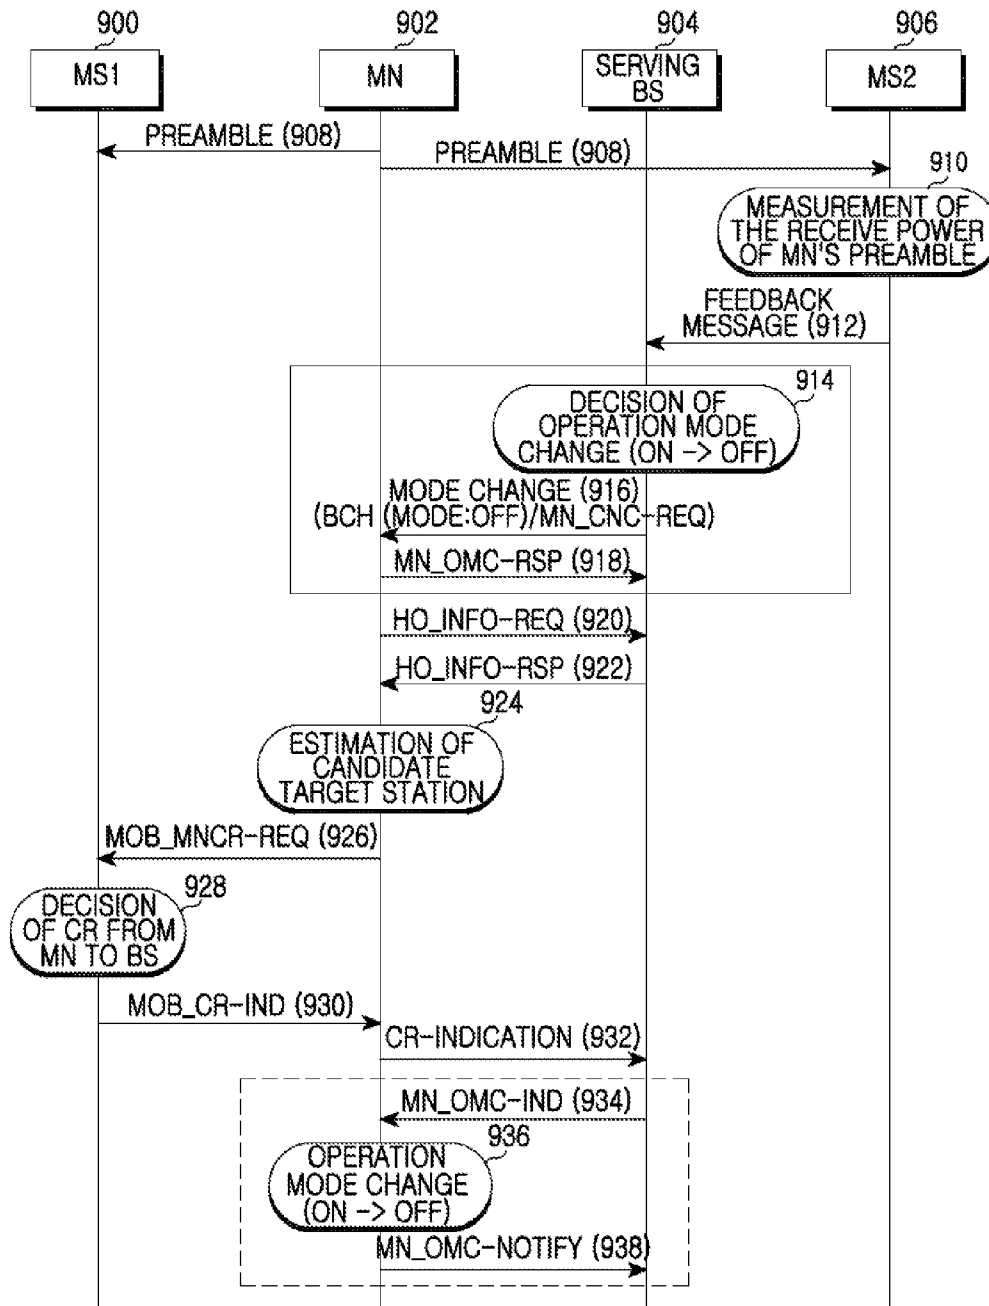 900
902
904
906
MS1
MN
SERVING
BS
MS2
PREAMBLE (908)
PREAMBLE (908)
910
MEASUREMENT OF
THE RECEIVE POWER
OF MN'S PREAMBLE
FEEDBACK
MESSAGE (912)
914
DECISION OF
OPERATION MODE
CHANGE (ON -> OFF)
MODE CHANGE (916)
(BCH (MODE:OFF)/MN_CNC-REQ)
MN_OMC-RSP (918)
HO_INFO-REQ (920)
HO_INFO-RSP (922)
924
ESTIMATION OF
CANDIDATE
TARGET STATION
MOB_MNCR-REQ (926)
928
DECISION
OF CR FROM
MN TO BS
MOB_CR-IND (930)
CR-INDICATION (932)
MN_OMC-IND (934)
936
OPERATION
MODE CHANGE
(ON -> OFF)
MN_OMC-NOTIFY (938)